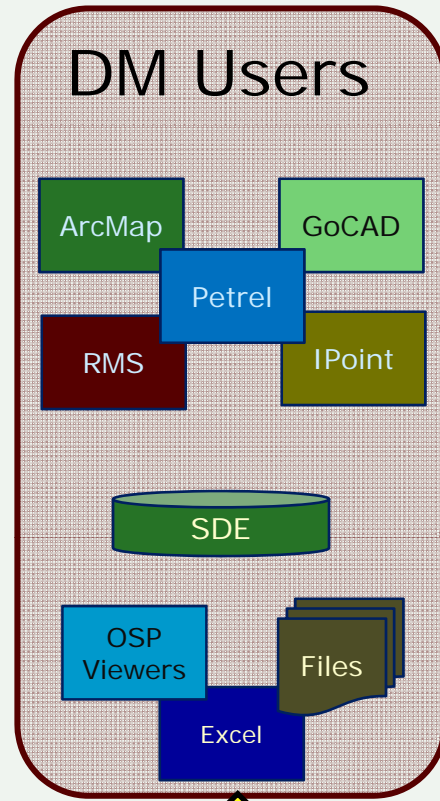 DM Users
ArcMap
GoCAD
Petrel
RMS
IPoint
SDE
OSP
Viewers
Files
Excel